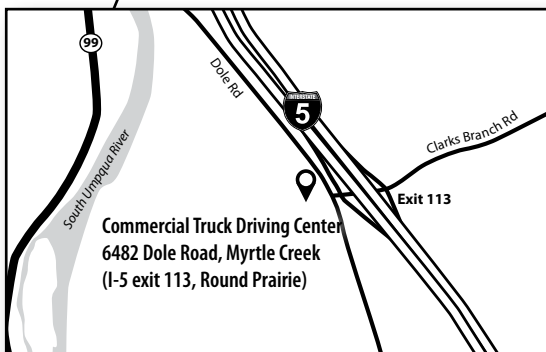 99
Dole Rd
INTERSTATE
5
Clarks Branch Rd
South Umpqua River
Exit 113
Commercial Truck Driving Center
6482 Dole Road, Myrtle Creek
(I-5 exit 113, Round Prairie)